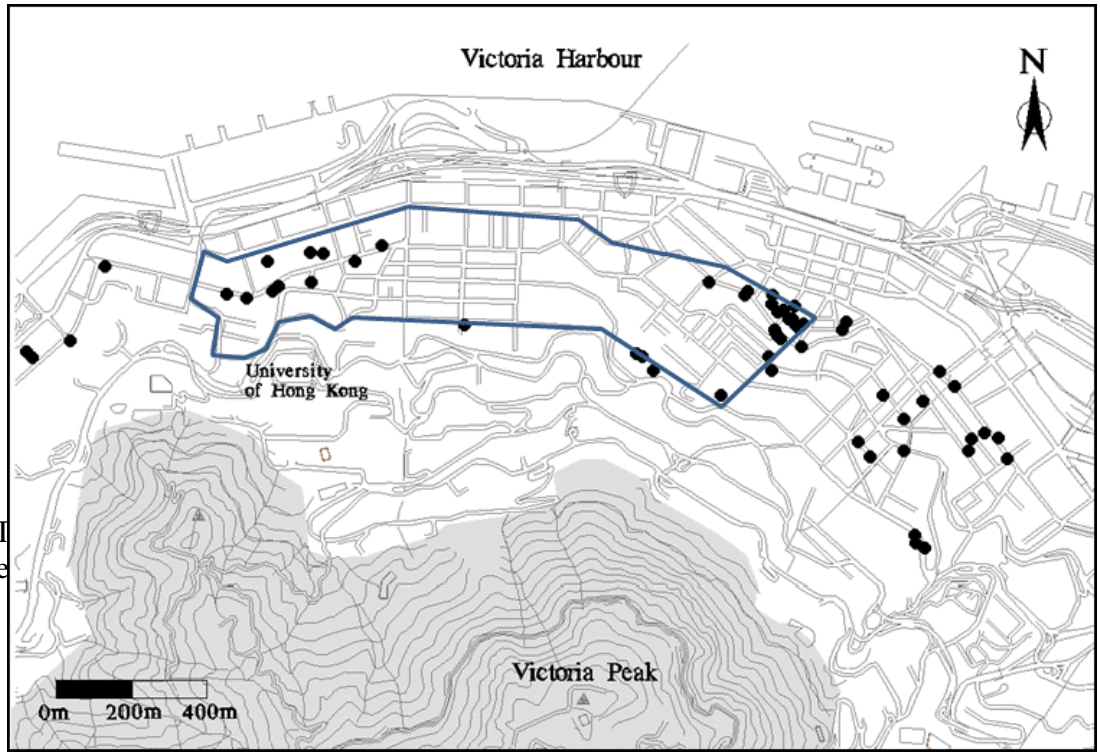 Victoria Harbour
N
University
of Hong Kong
I
e
Victoria Peak
0m 200m 400m